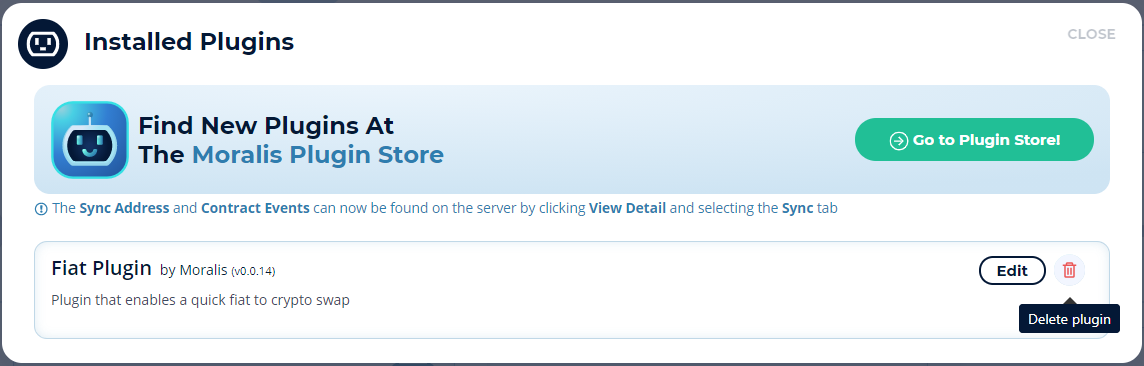 Installed Plugins
CLOSE
Find New Plugins At
The Moralis Plugin Store
Go to Plugin Store!
The Sync Address and Contract Events can now be found on the server by clicking View Detail and selecting the Sync tab
Fiat Plugin by Moralis (v0.0.14)
Edit
Plugin that enables a quick fiat to crypto swap
Delete plugin